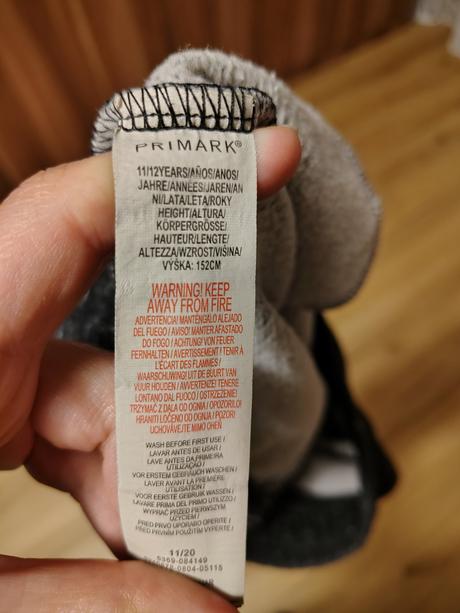 PRIMARK®
11/12YEARS/AÑOS/ANOS/
JAHRE/ANNÉES/JAREN/AN
NI/LATA/LETA/ROKY
HEIGHT/ALTURA/
KÖRPERGRÖSSE/
HAUTEUR/LENGTE/
ALTEZZA/WZROST/VIŠINA/
VÝŠKA: 152CM
WARNING! KEEP
AWAY FROM FIRE
ADVERTENCIA! MANTÉNGALO ALEJADO
DEL FUEGO / AVISO! MANTER AFASTADO
DO FOGO / ACHTUNG! VON FEUER
FERNHALTEN / AVERTISSEMENT ! TENIR À
L'ÉCART DES FLAMMES /
WAARSCHUWING! UIT DE BUURT VAN
VUUR HOUDEN / AVVERTENZE! TENERE
LONTANO DAL FUOCO / OSTRZEŻENIE!
TRZYMAĆ Z DALA OD OGNIA / OPOZORILO!
HRANITI LOČENO OD OGNJA / POZOR!
UCHOVÁVEJTE MIMO OHEŇ
WASH BEFORE FIRST USE /
LAVAR ANTES DE USAR /
LAVE ANTES DA PRIMEIRA
UTILIZAÇÃO /
VOR ERSTEM GEBRAUCH WASCHEN /
LAVER AVANT LA PREMIÈRE
UTILISATION /
VOOR EERSTE GEBRUIK WASSEN /
LAVARE PRIMA DEL PRIMO UTILIZZO /
WYPRAĆ PRZED PIERWSZYM
UŻYCIEM /
PRED PRVO UPORABO OPERITE /
PŘED PRVNÍM POUŽITÍM VYPERTE /
11/20
084149
0804-05115